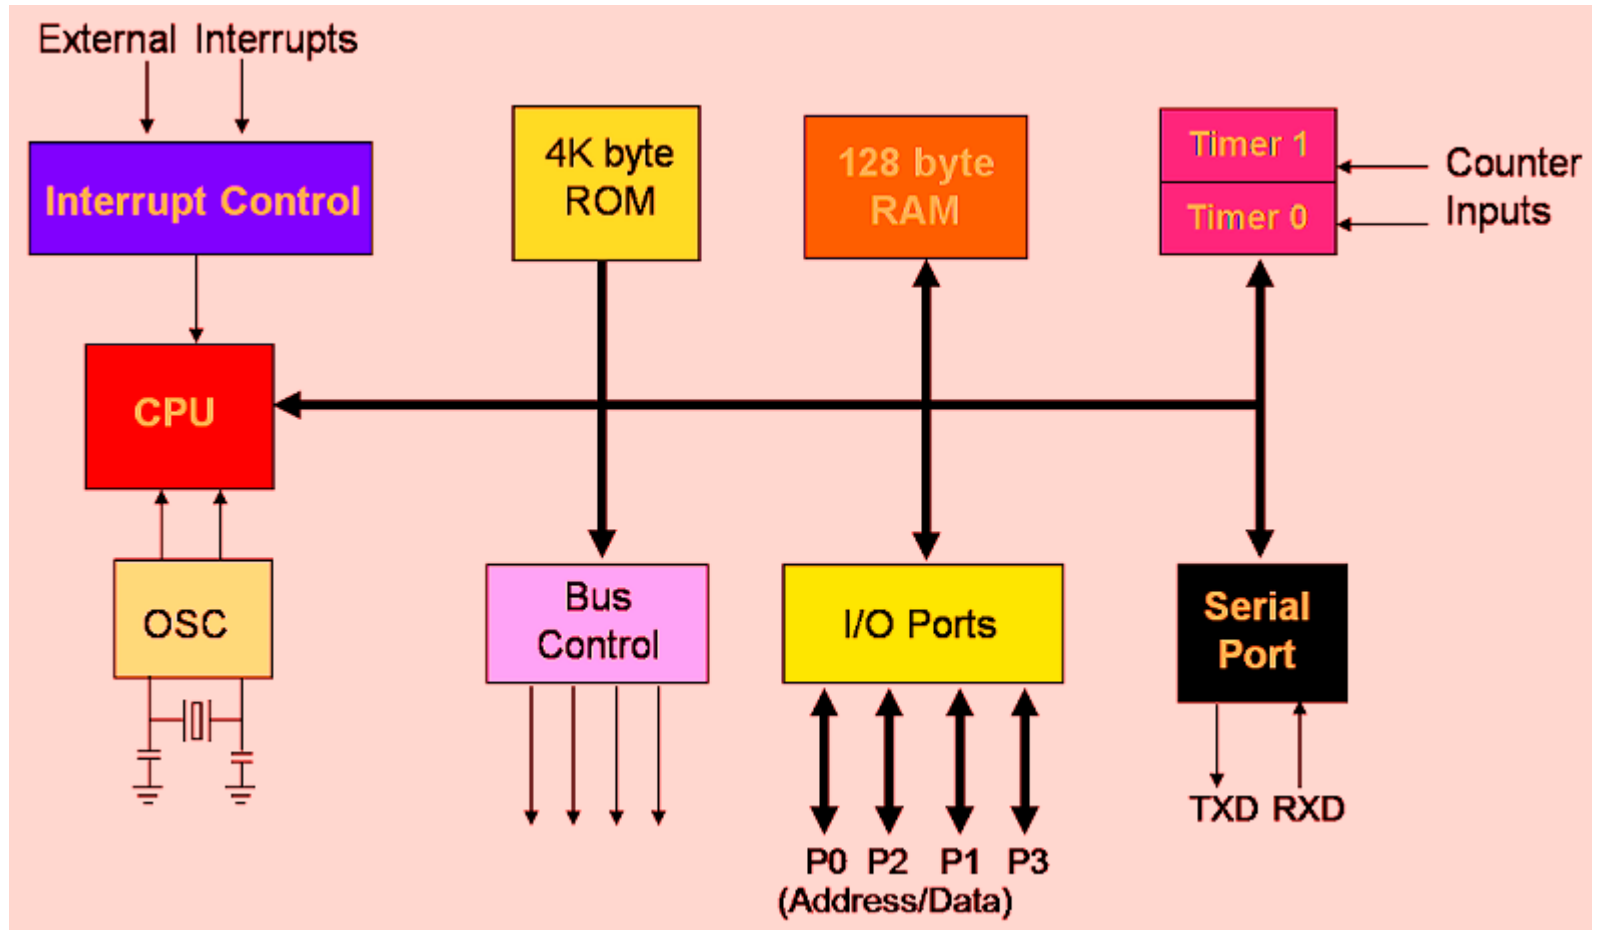 External Interrupts
Interrupt Control
4K byte
ROM
128 byte
RAM
Timer 1
Timer 0
Counter
Inputs
CPU
OSC
Bus
Control
I/O Ports
Serial
Port
TXD RXD
P0 P2 P1 P3
(Address/Data)